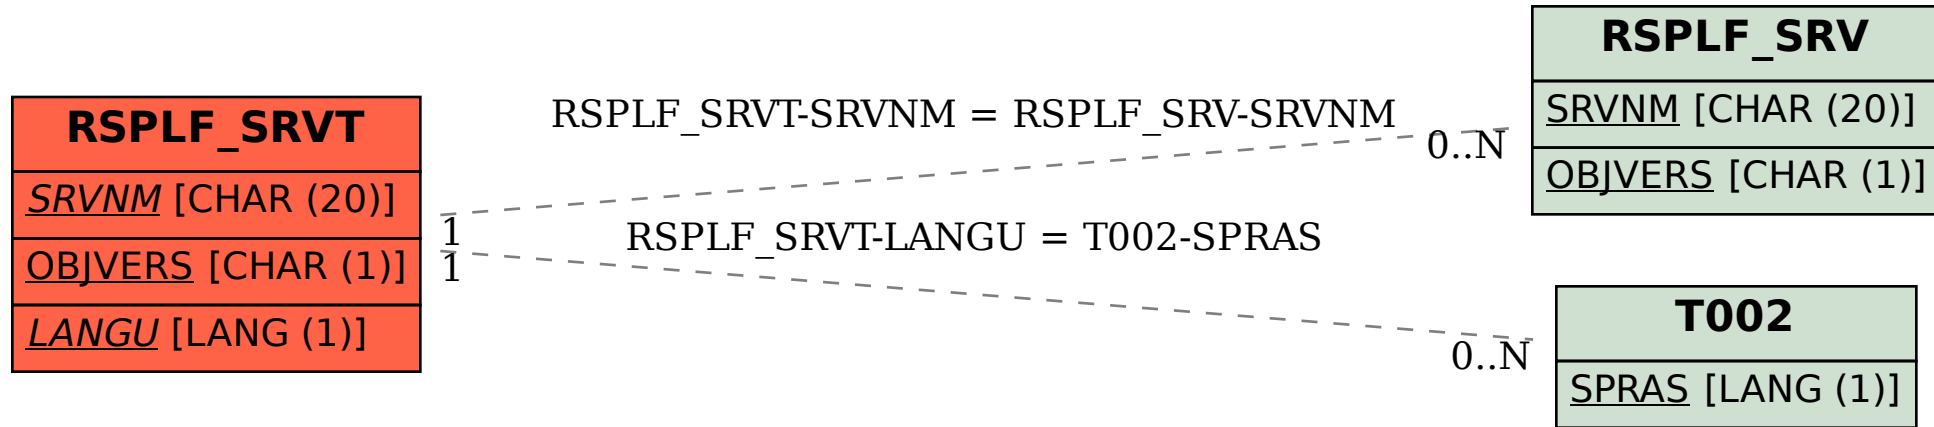 RSPLF_SRVT
SRVNM [CHAR (20)]
OBJVERS [CHAR (1)]
LANGU [LANG (1)]
RSPLF_SRVT-SRVNM = RSPLF_SRV-SRVNM
0..N
1
RSPLF_SRVT-LANGU = T002-SPRAS
1
0..N
RSPLF_SRV
SRVNM [CHAR (20)]
OBJVERS [CHAR (1)]
T002
SPRAS [LANG (1)]